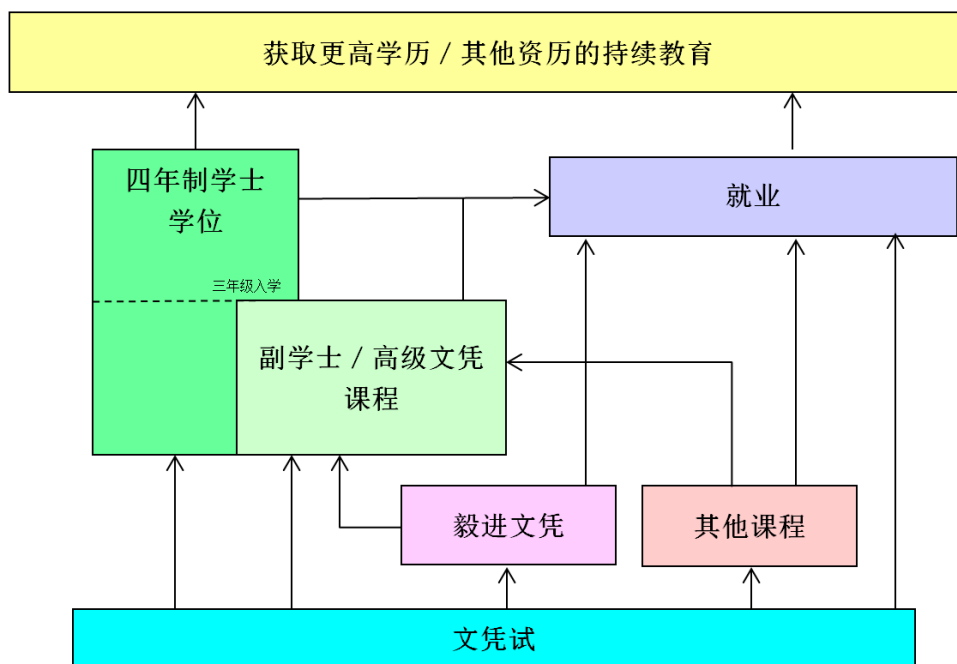 获取更高学历 / 其他资历的持续教育
四年制学士
学位
就业
三年级入学
副学士 / 高级文凭
课程
毅进文凭
其他课程
文凭试